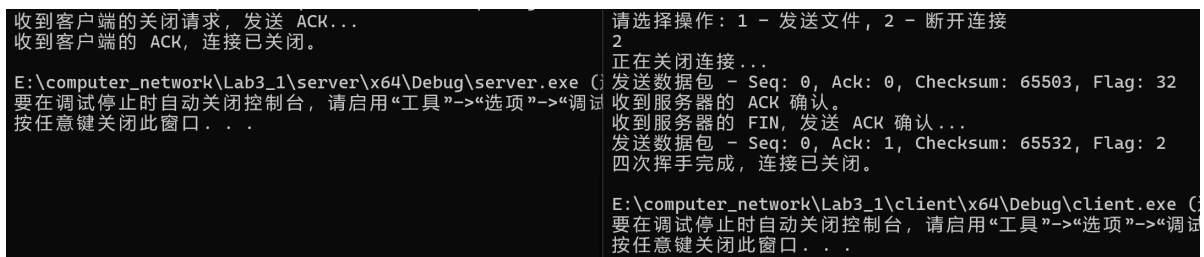 收到客户端的关闭请求，发送 ACK...
收到客户端的 ACK，连接已关闭。
E:\computer_network\Lab3_1\server\x64\Debug\server.exe
要在调试停止时自动关闭控制台，请启用“工具”->“选项”->“调试
按任意键关闭此窗口. . .
请选择操作：1 - 发送文件，2 - 断开连接
2
正在关闭连接...
发送数据包 - Seq: 0, Ack: 0, Checksum: 65503, Flag: 32
收到服务器的 ACK 确认。
收到服务器的 FIN，发送 ACK 确认...
发送数据包 - Seq: 0, Ack: 1, Checksum: 65532, Flag: 2
四次挥手完成，连接已关闭。
E:\computer_network\Lab3_1\client\x64\Debug\client.exe
要在调试停止时自动关闭控制台，请启用“工具”->“选项”->“调试
按任意键关闭此窗口. . .